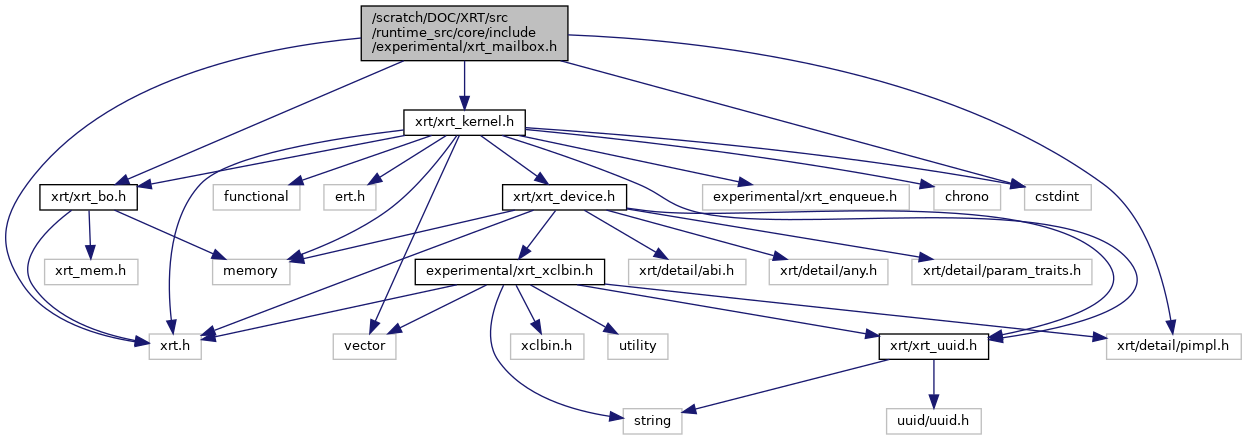 /scratch/DOC/XRT/src
/runtime_src/core/include
/experimental/xrt_mailbox.h
xrt/xrt_kernel.h
xrt/xrt_bo.h
functional
ert.h
xrt/xrt_device.h
experimental/xrt_enqueue.h
chrono
cstdint
xrt_mem.h
memory
experimental/xrt_xclbin.h
xrt/detail/abi.h
xrt/detail/any.h
xrt/detail/param_traits.h
xrt.h
vector
xclbin.h
utility
xrt/xrt_uuid.h
xrt/detail/pimpl.h
string
uuid/uuid.h